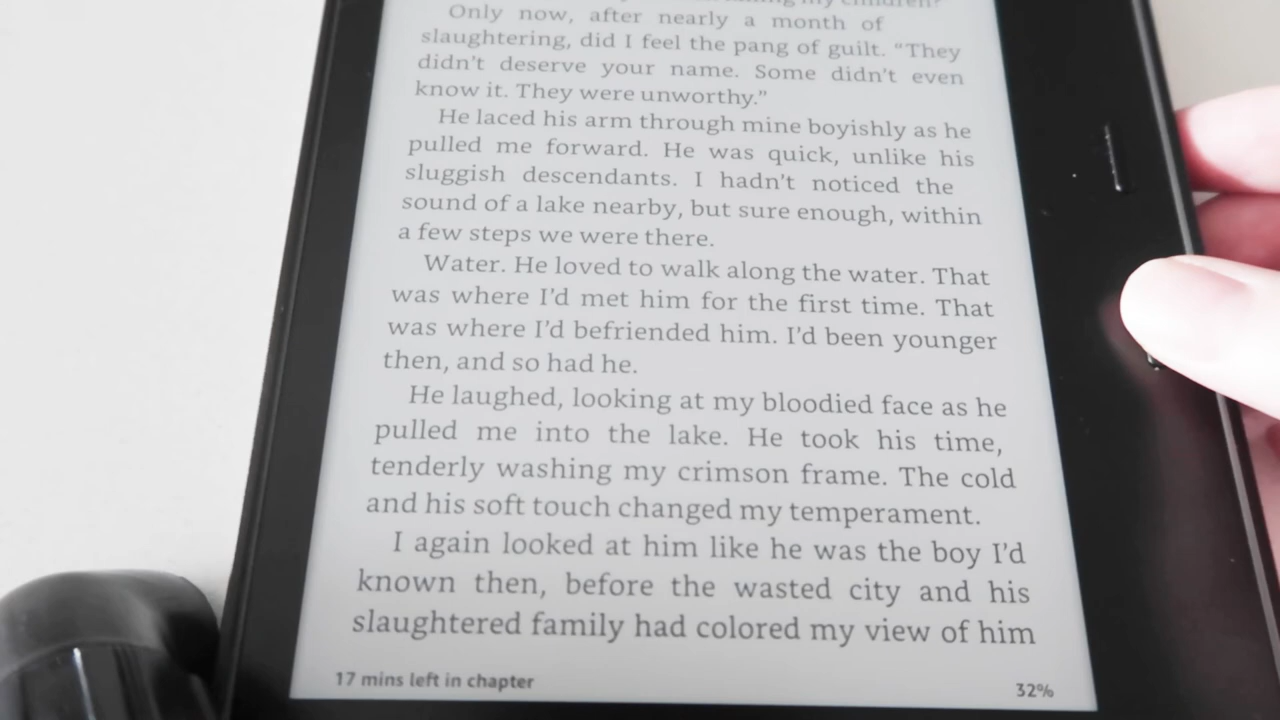 my children?
Only now, after nearly a month of
slaughtering, did I feel the pang of guilt. “They
didn’t deserve your name. Some didn’t even
know it. They were unworthy.”
He laced his arm through mine boyishly as he
pulled me forward. He was quick, unlike his
sluggish descendants. I hadn’t noticed the
sound of a lake nearby, but sure enough, within
a few steps we were there.
Water. He loved to walk along the water. That
was where I’d met him for the first time. That
was where I’d befriended him. I’d been younger
then, and so had he.
He laughed, looking at my bloodied face as he
pulled me into the lake. He took his time,
tenderly washing my crimson frame. The cold
and his soft touch changed my temperament.
I again looked at him like he was the boy I’d
known then, before the wasted city and his
slaughtered family had colored my view of him
17 mins left in chapter
32%